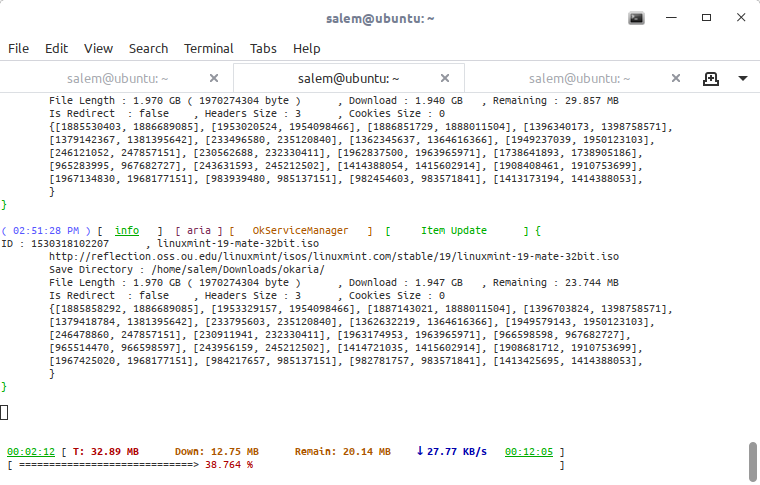 salem@ubuntu: ~
File Edit View Search Terminal Tabs Help
salem@ubuntu: ~ salem@ubuntu: ~ salem@ubuntu: ~
File Length : 1.970 GB ( 1970274304 byte ) , Download : 1.940 GB , Remaining : 29.857 MB
Is Redirect : false , Headers Size : 3 , Cookies Size : 0
{[1885530403, 1886689085], [1953020524, 1954098466], [1886851729, 1888011504], [1396340173, 1398758571],
[1379142367, 1381395642], [233496580, 235120840], [1362345637, 1364616366], [1949237039, 1950123103],
[246121052, 247857151], [230562688, 232330411], [1962837500, 1963965971], [1738641893, 1738905186],
[965283995, 967682727], [243631593, 245212502], [1414388054, 1415602914], [1908408461, 1910753699],
[1967134830, 1968177151], [983939480, 985137151], [982454603, 983571841], [1413173194, 1414388053],
}
}
( 02:51:28 PM ) [ info ] [ aria ] [ OkServiceManager ] [ Item Update ] {
ID : 1530318102207 , linuxmint-19-mate-32bit.iso
http://reflection.oss.ou.edu/linuxmint/isos/linuxmint.com/stable/19/linuxmint-19-mate-32bit.iso
Save Directory : /home/salem/Downloads/okaria/
File Length : 1.970 GB ( 1970274304 byte ) , Download : 1.947 GB , Remaining : 23.744 MB
Is Redirect : false , Headers Size : 3 , Cookies Size : 0
{[1885858292, 1886689085], [1953329157, 1954098466], [1887143021, 1888011504], [1396703824, 1398758571],
[1379418784, 1381395642], [233795603, 235120840], [1362632219, 1364616366], [1949579143, 1950123103],
[246478860, 247857151], [230911941, 232330411], [1963174953, 1963965971], [966598598, 967682727],
[965514470, 966598597], [243956159, 245212502], [1414721035, 1415602914], [1908681712, 1910753699],
[1967425020, 1968177151], [984217657, 985137151], [982781757, 983571841], [1413425695, 1414388053],
}
}
00:02:12 [ T: 32.89 MB Down: 12.75 MB Remain: 20.14 MB ↓27.77 KB/s 00:12:05 ]
[ =============================> 38.764 % ]